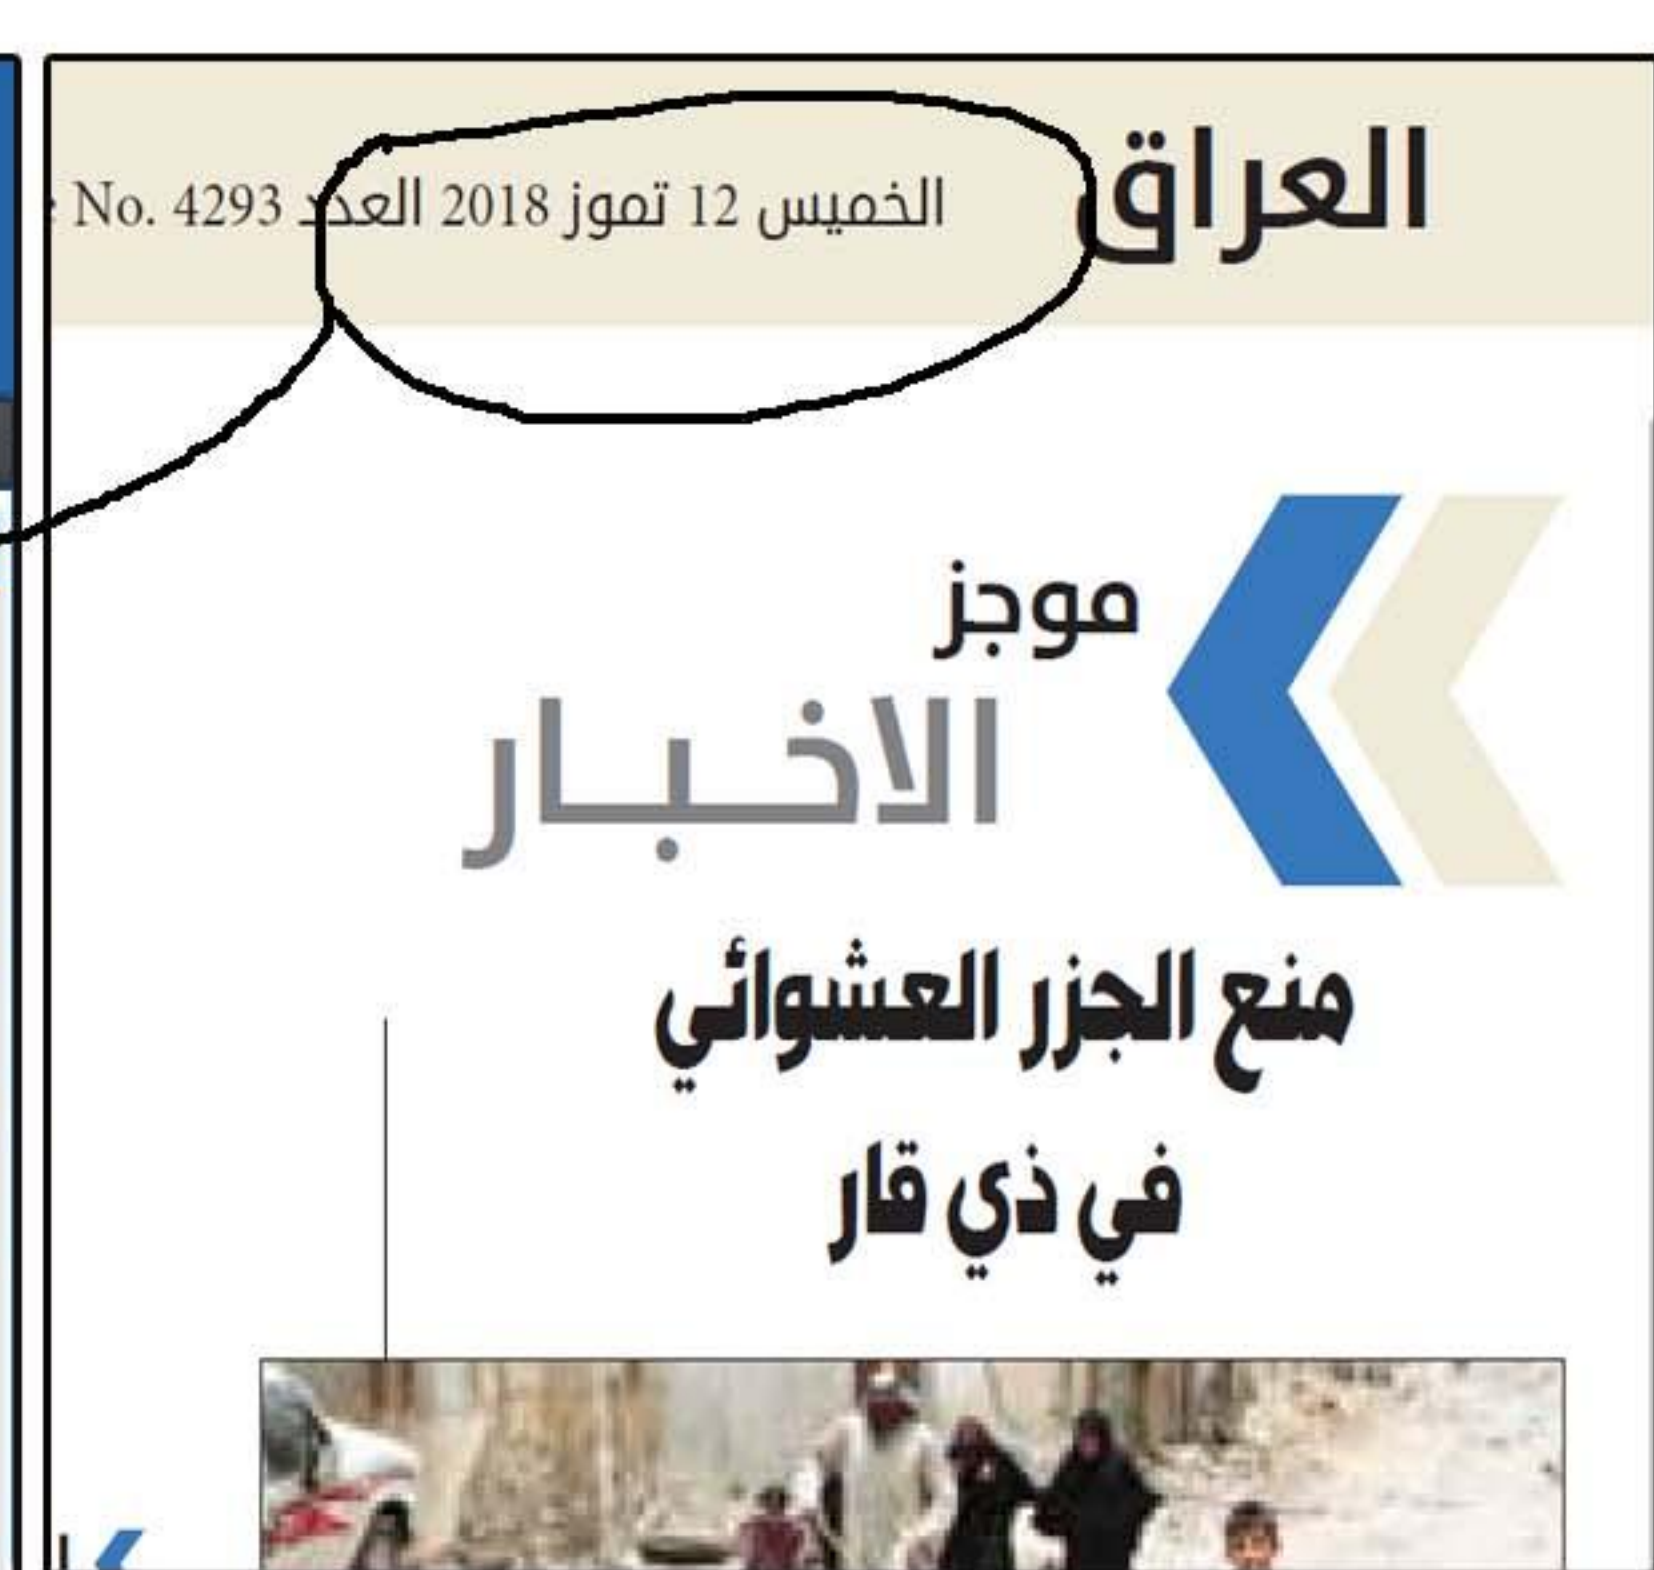 العراق
الخميس 12 تموز 2018 العدد No. 4293
موجز
الاخبار
منع الجزر العشوائي
في ذي قار